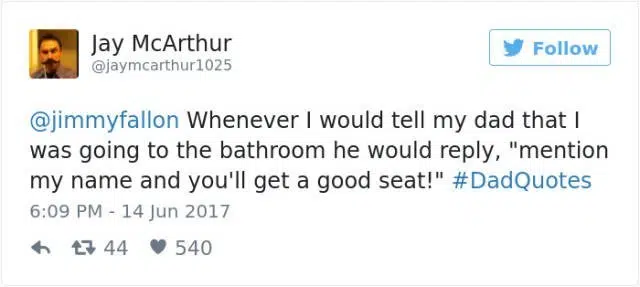 Jay McArthur
@jaymcarthur1025
Follow
@jimmyfallon Whenever I would tell my dad that I
was going to the bathroom he would reply, "mention
my name and you'll get a good seat!" #DadQuotes
6:09 PM - 14 Jun 2017
44 540